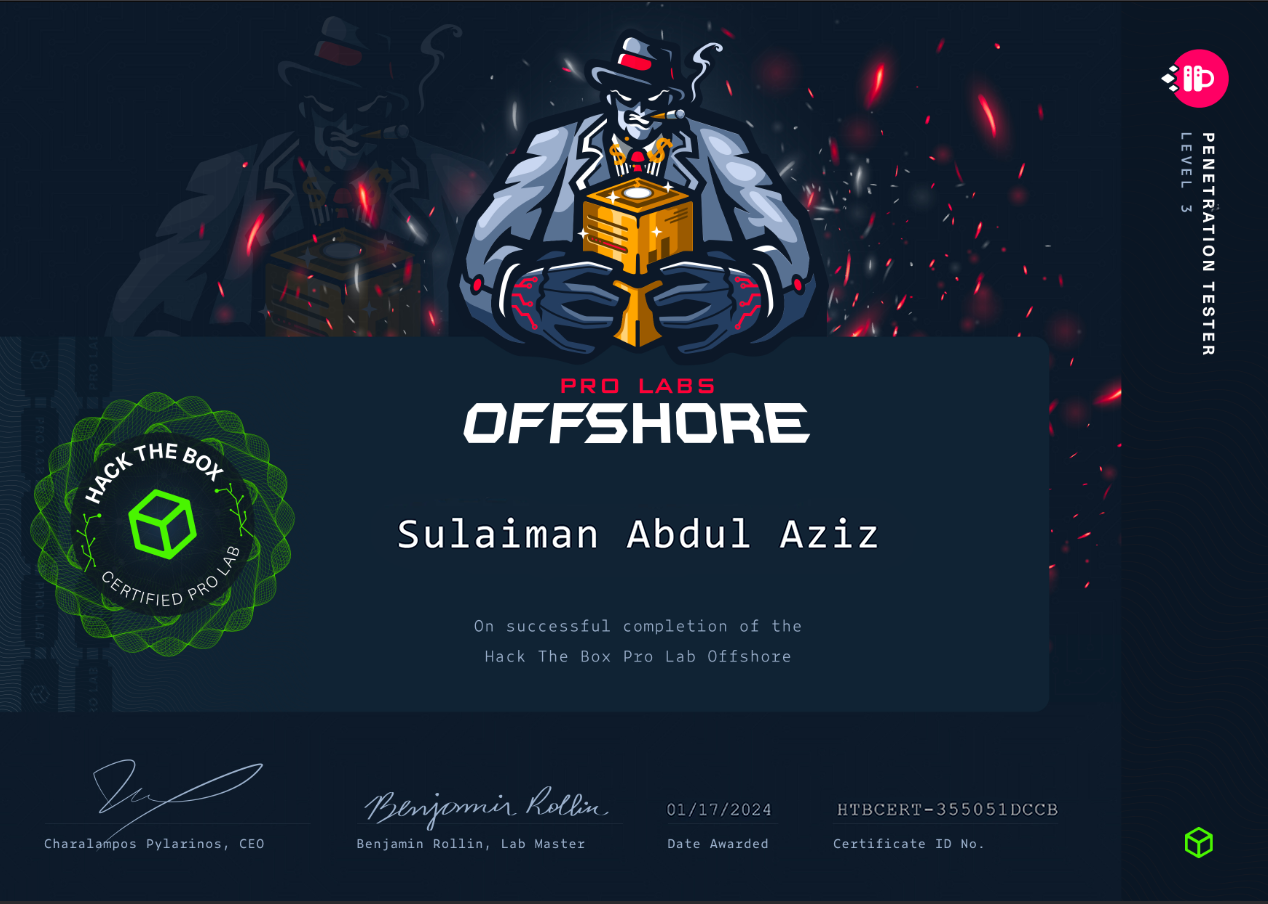 PENETRATION TESTER
LEVEL 3
PRO LABS
OFFSHORE
HACK THE BOX
CERTIFIED PRO LAB
Sulaiman Abdul Aziz
On successful completion of the
Hack The Box Pro Lab Offshore
Benjamin Rollin
01/17/2024
HTBCERT-355051DCCB
Charalampos Pylarinos, CEO
Benjamin Rollin, Lab Master
Date Awarded
Certificate ID No.